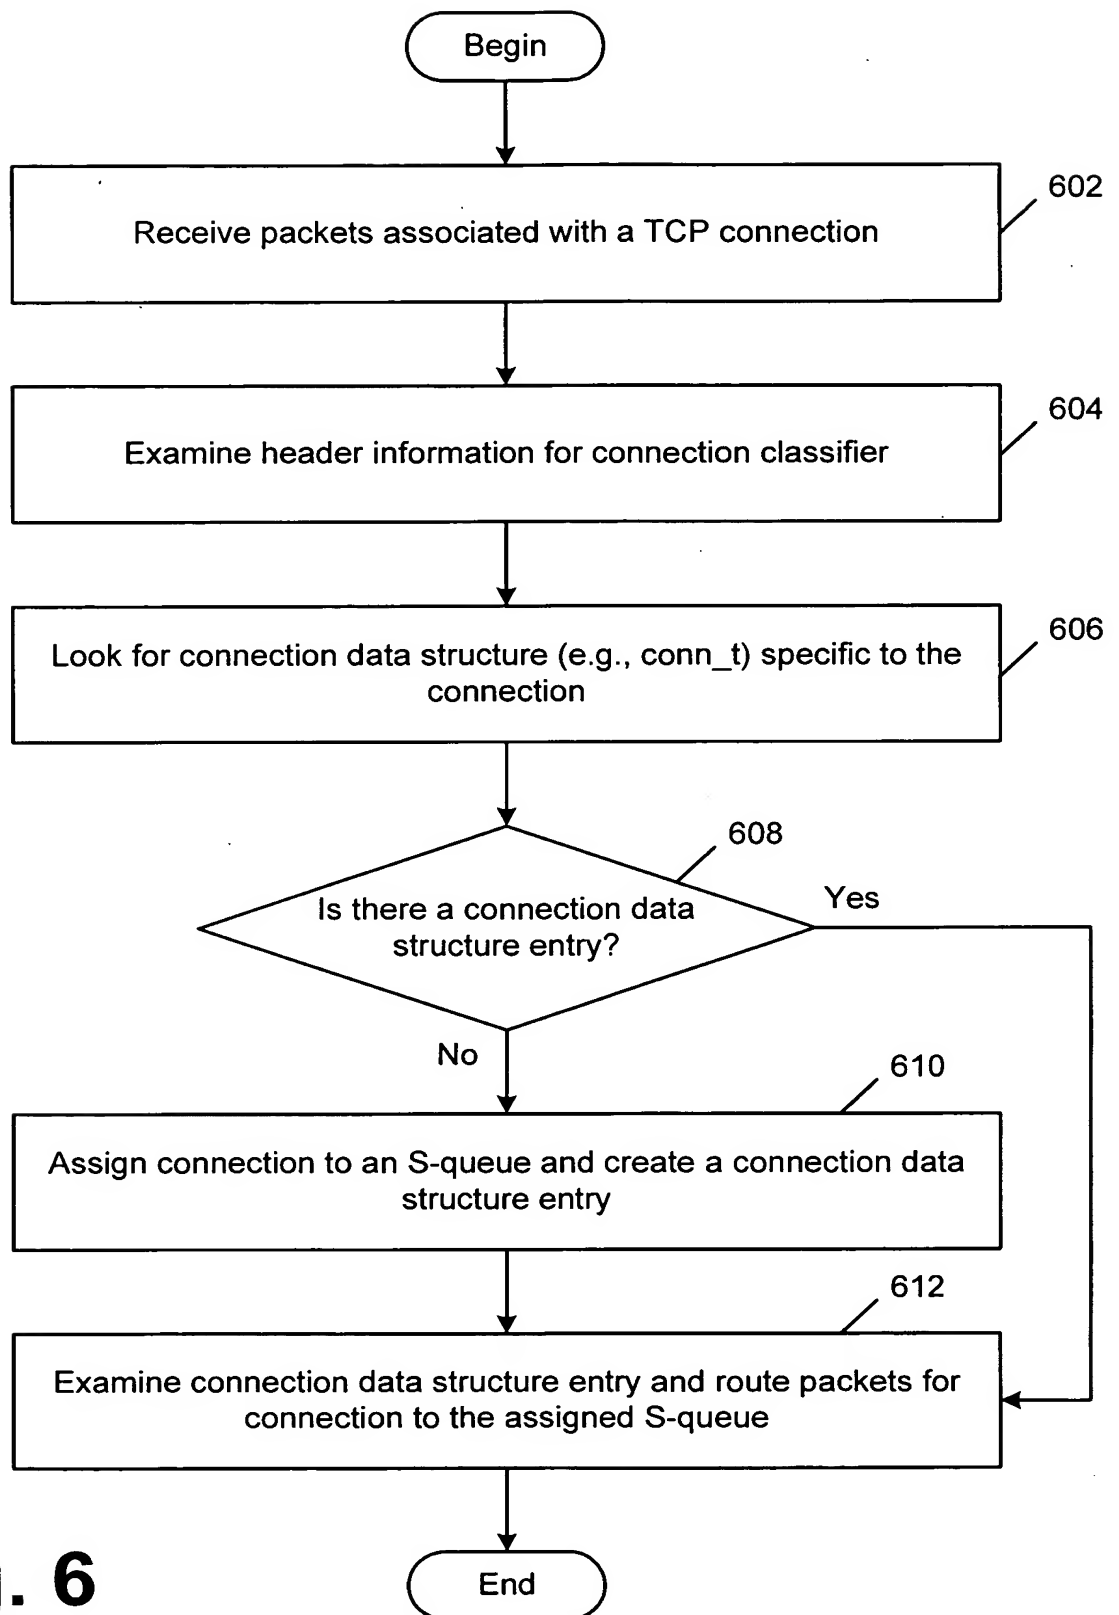 Begin
602
Receive packets associated with a TCP connection
604
Examine header information for connection classifier
606
Look for connection data structure (e.g., conn_t) specific to the
connection
608
Is there a connection data
structure entry?
Yes
No
610
Assign connection to an S-queue and create a connection data
structure entry
612
Examine connection data structure entry and route packets for
connection to the assigned S-queue
End
. 6